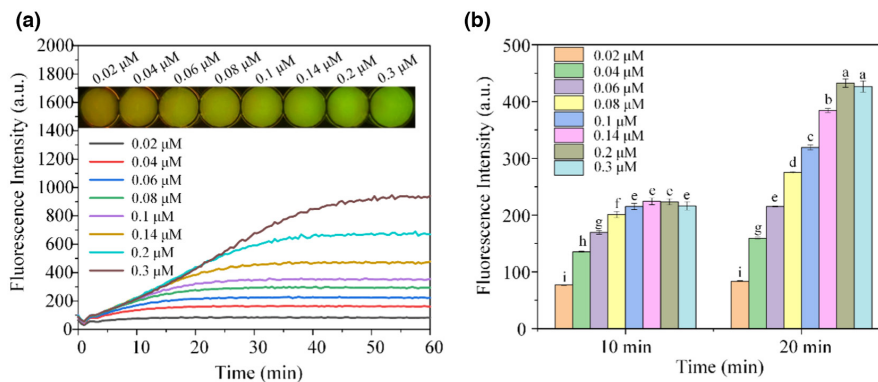 (a)
2000
1800
1600
1400
1200
1000
800
600
400
200
0
0 10 20 30 40 50 60
Fluorescence Intensity (a.u.)
Time (min)
0.02 μM 0.04 μM 0.06 μM 0.08 μM 0.1 μM 0.14 μM 0.2 μM 0.3 μM
0.02 μM
0.04 μM
0.06 μM
0.08 μM
0.1 μM
0.14 μM
0.2 μM
0.3 μM
(b)
500
400
300
200
100
0
Fluorescence Intensity (a.u.)
0.02 μM
0.04 μM
0.06 μM
0.08 μM
0.1 μM
0.14 μM
0.2 μM
0.3 μM
i h g f e e e e
i g e d c b a a
10 min 20 min
Time (min)